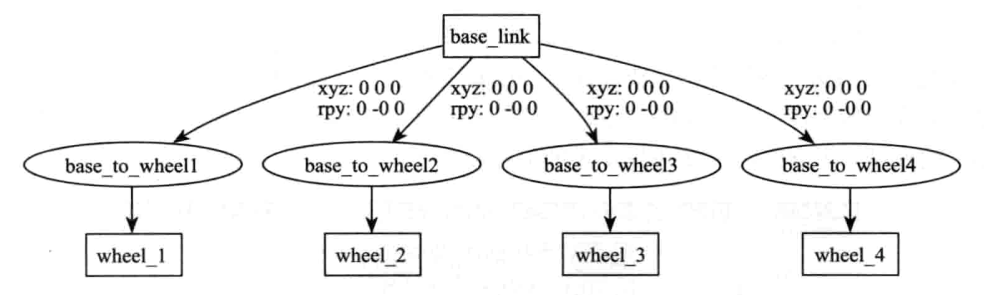 base_link
xyz: 0 0 0
rpy: 0 -0 0
xyz: 0 0 0
rpy: 0 -0 0
xyz: 0 0 0
rpy: 0 -0 0
xyz: 0 0 0
rpy: 0 -0 0
base_to_wheel1
base_to_wheel2
base_to_wheel3
base_to_wheel4
wheel_1
wheel_2
wheel_3
wheel_4